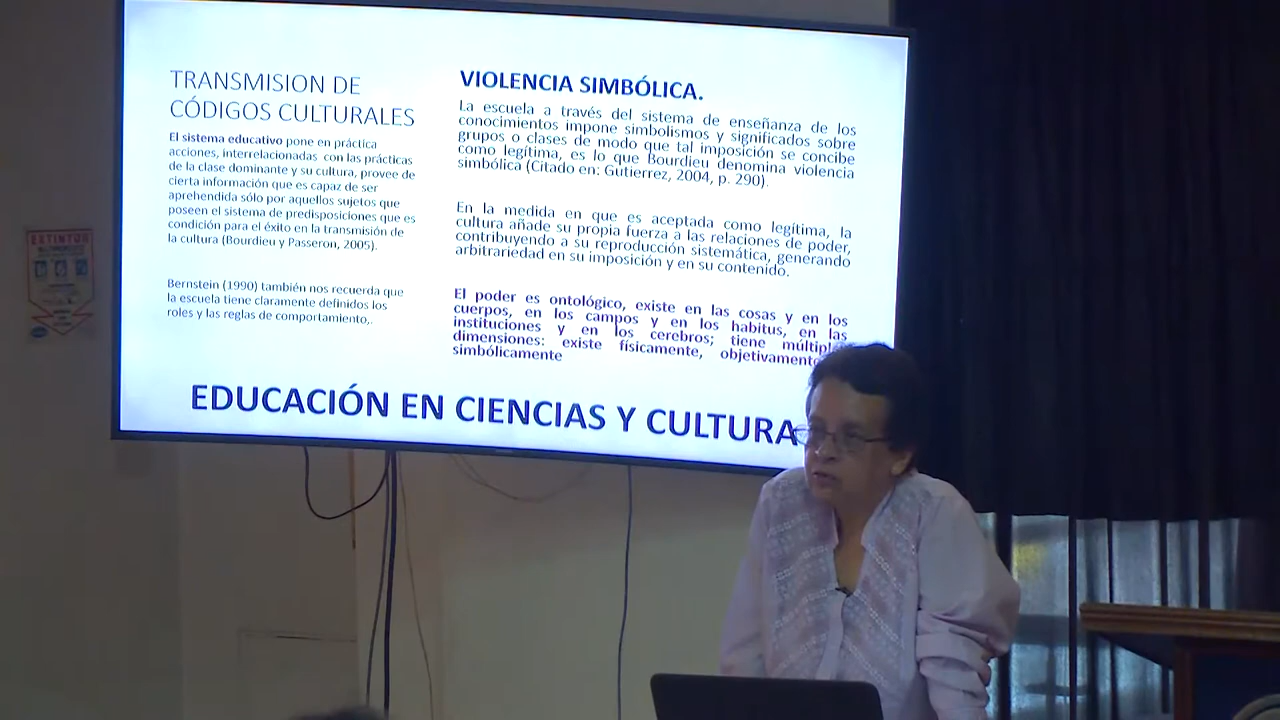 TRANSMISION DE
CÓDIGOS CULTURALES
El sistema educativo pone en práctica
acciones, interrelacionadas con las prácticas
de la clase dominante y su cultura, provee de
cierta información que es capaz de ser
aprehendida sólo por aquellos sujetos que
poseen el sistema de predisposiciones que es
condición para el éxito en la transmisión de
la cultura (Bourdieu y Passeron, 2005).
Bernstein (1990) también nos recuerda que
la escuela tiene claramente definidos los
roles y las reglas de comportamiento,.
VIOLENCIA SIMBÓLICA.
La escuela a través del sistema de enseñanza de los
conocimientos impone simbolismos y significados sobre
grupos o clases de modo que tal imposición se concibe
como legítima, es lo que Bourdieu denomina violencia
simbólica (Citado en: Gutierrez, 2004, p. 290).
En la medida en que es aceptada como legítima, la
cultura añade su propia fuerza a las relaciones de poder,
contribuyendo a su reproducción sistemática, generando
arbitrariedad en su imposición y en su contenido.
El poder es ontológico, existe en las cosas y en los
cuerpos, en los campos y en los habitus, en las
instituciones y en los cerebros; tiene
dimensiones: existe físicamente,
simbólicamente
EDUCACIÓN EN CIENCIAS Y CULTURA
EXTINTOR